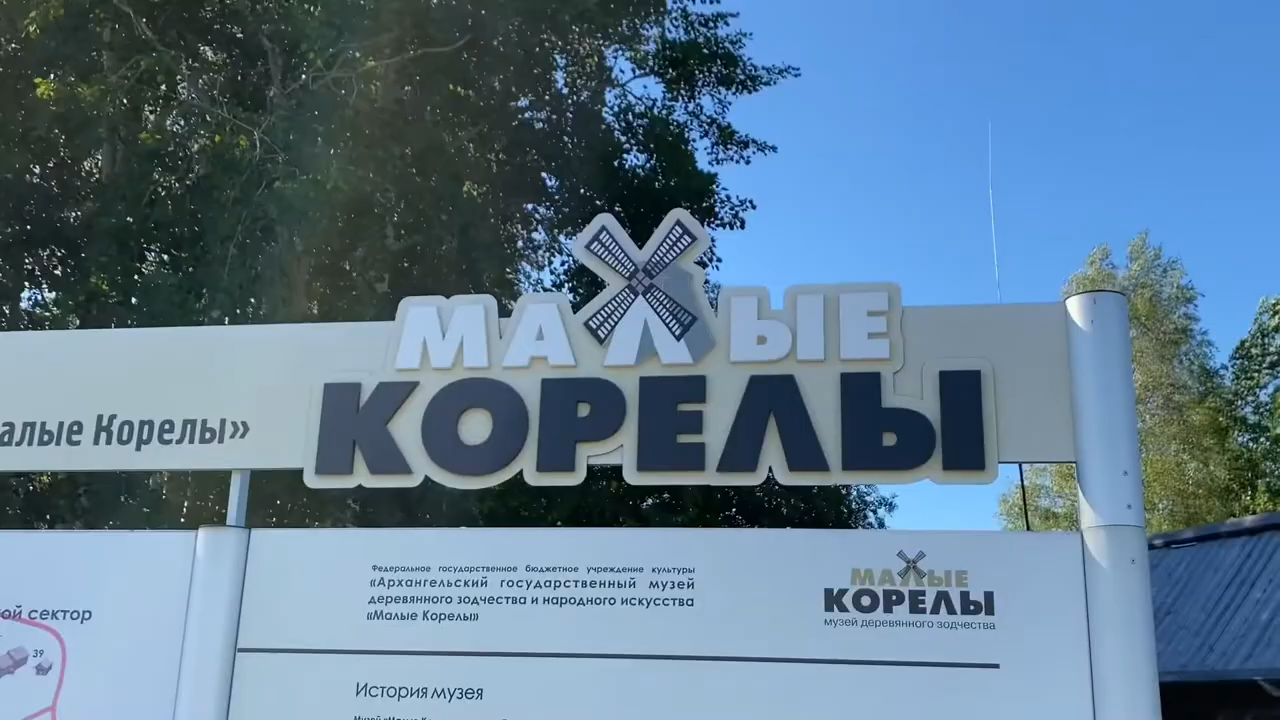 МАЛЫЕ
КОРЕЛЫ
алые Корелы»
Федеральное государственное бюджетное учреждение культуры
«Архангельский государственный музей
деревянного зодчества и народного искусства
«Малые Корелы»
МАЛЫЕ
КОРЕЛЫ
музей деревянного зодчества
ой сектор
39
История музея